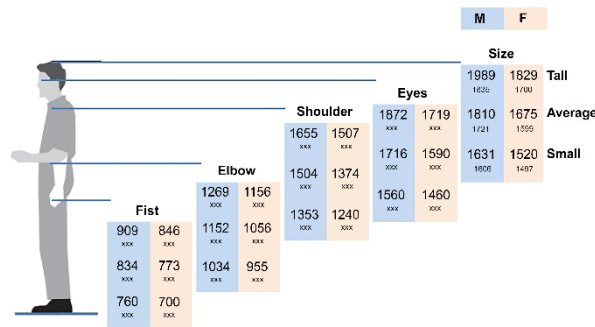 M F
Size
1989 1829 Tall
1835 1700
1810 1675 Average
1721 1599
1631 1520 Small
1606 1497
Eyes
1872 1719
xxx xxx
1716 1590
xxx xxx
1560 1460
xxx xxx
Shoulder
1655 1507
xxx xxx
1504 1374
xxx xxx
1353 1240
xxx xxx
Elbow
1269 1156
xxx xxx
1152 1056
xxx xxx
1034 955
xxx xxx
Fist
909 846
xxx xxx
834 773
xxx xxx
760 700
xxx xxx